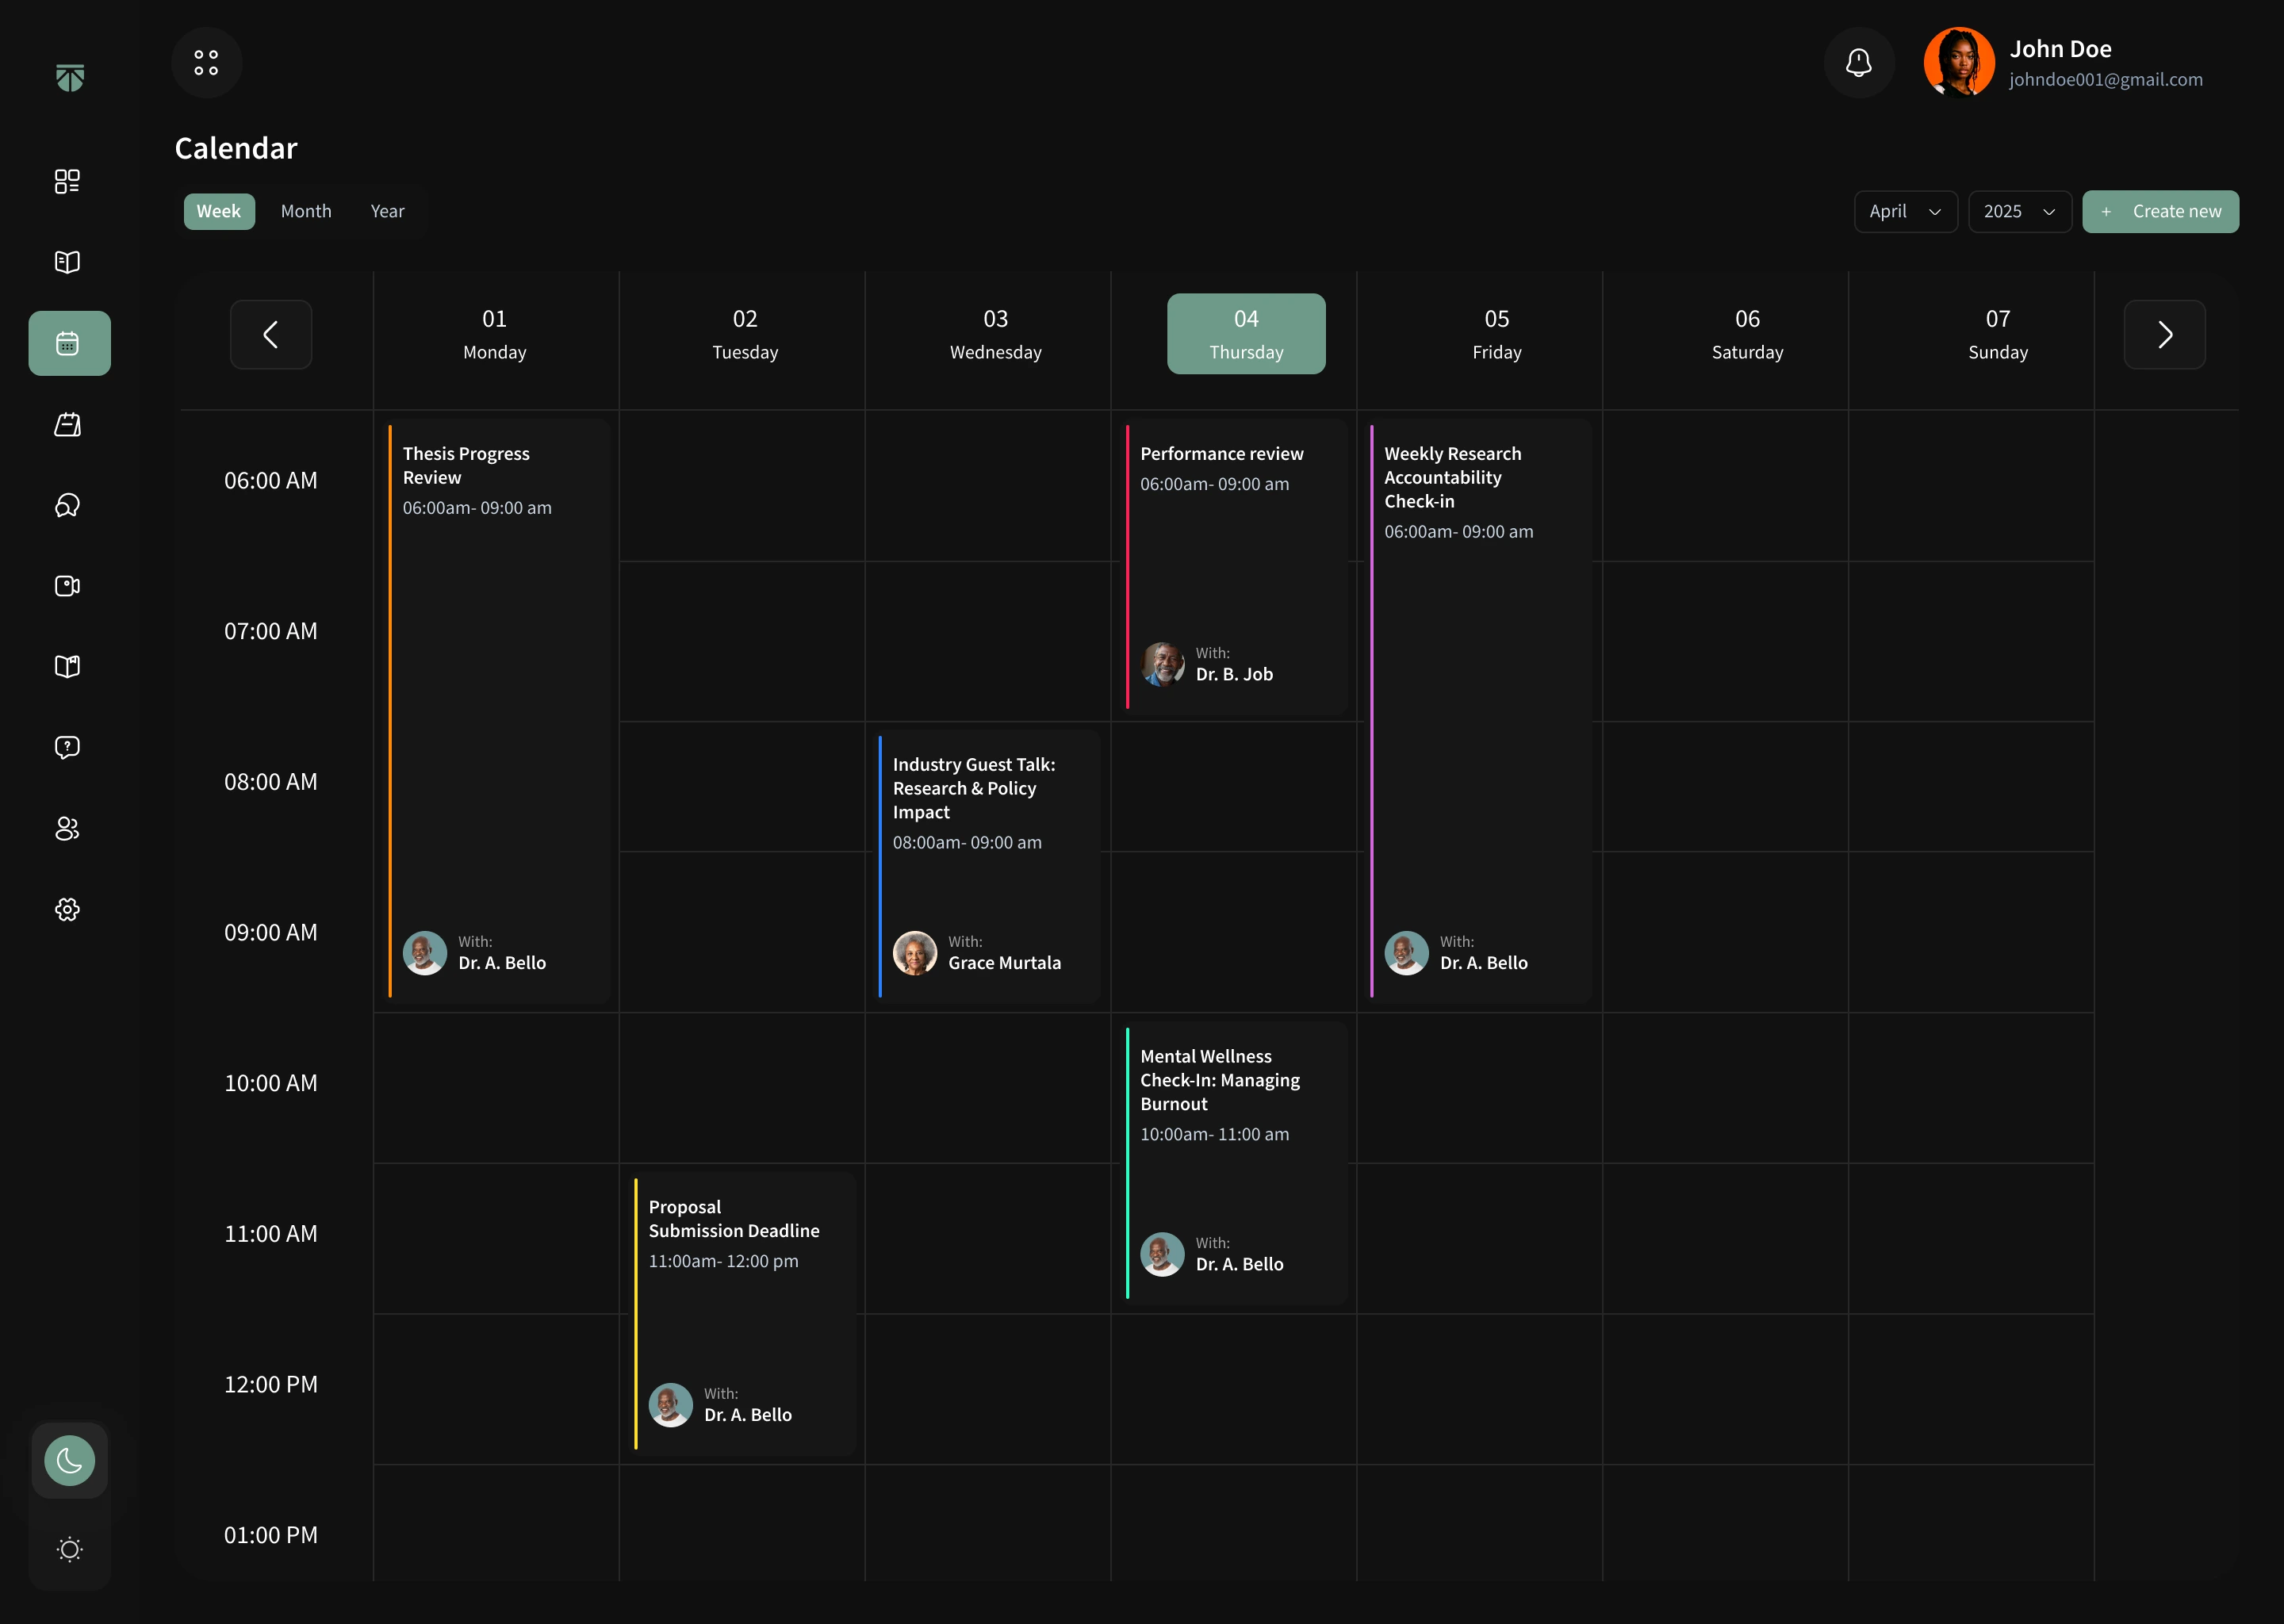 John Doe
johndoe001@gmail.com
Calendar
Week
Month
Year
April
2025
+ Create new
01
Monday
02
Tuesday
03
Wednesday
04
Thursday
05
Friday
06
Saturday
07
Sunday
06:00 AM
07:00 AM
08:00 AM
09:00 AM
10:00 AM
11:00 AM
12:00 PM
01:00 PM
Thesis Progress
Review
06:00am- 09:00 am
With:
Dr. A. Bello
Proposal
Submission Deadline
11:00am- 12:00 pm
With:
Dr. A. Bello
Industry Guest Talk:
Research & Policy
Impact
08:00am- 09:00 am
With:
Grace Murtala
Performance review
06:00am- 09:00 am
With:
Dr. B. Job
Mental Wellness
Check-In: Managing
Burnout
10:00am- 11:00 am
With:
Dr. A. Bello
Weekly Research
Accountability
Check-in
06:00am- 09:00 am
With:
Dr. A. Bello